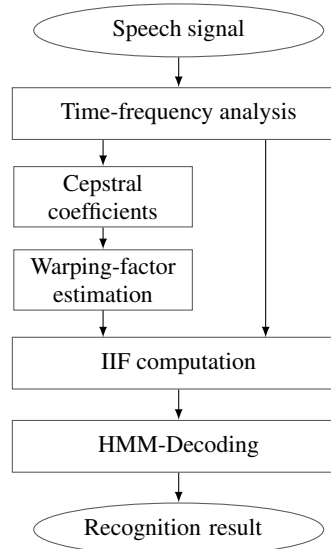 Speech signal
Time-frequency analysis
Cepstral
coefficients
Warping-factor
estimation
IIF computation
HMM-Decoding
Recognition result